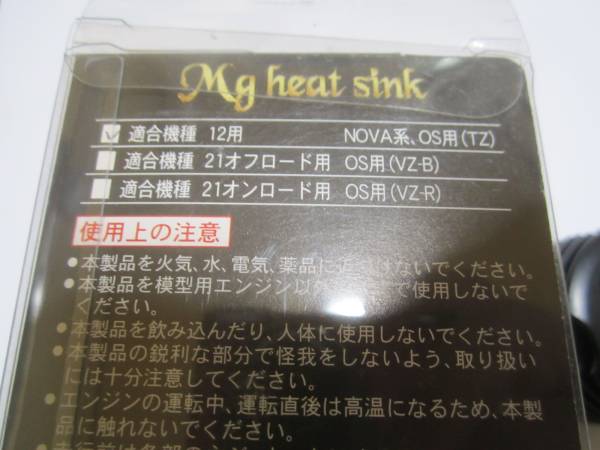 Mg heat sink
適合機種 12用 NOVA系、OS用(TZ)
適合機種 21オフロード用 OS用(VZ-B)
適合機種 21オンロード用 OS用(VZ-R)
使用上の注意
●本製品を火気、水、電気、薬品に けないでください。
●本製品を模型用エンジン以 で使用しないで
ください。
●本製品を飲み込んだり、人体に使用しないでください。
●本製品の鋭利な部分で怪我をしないよう、取り扱い
には十分注意してください。
●エンジンの運転中、運転直後は高温になるため、本製
品に触れないでください。
●走行前は各部の